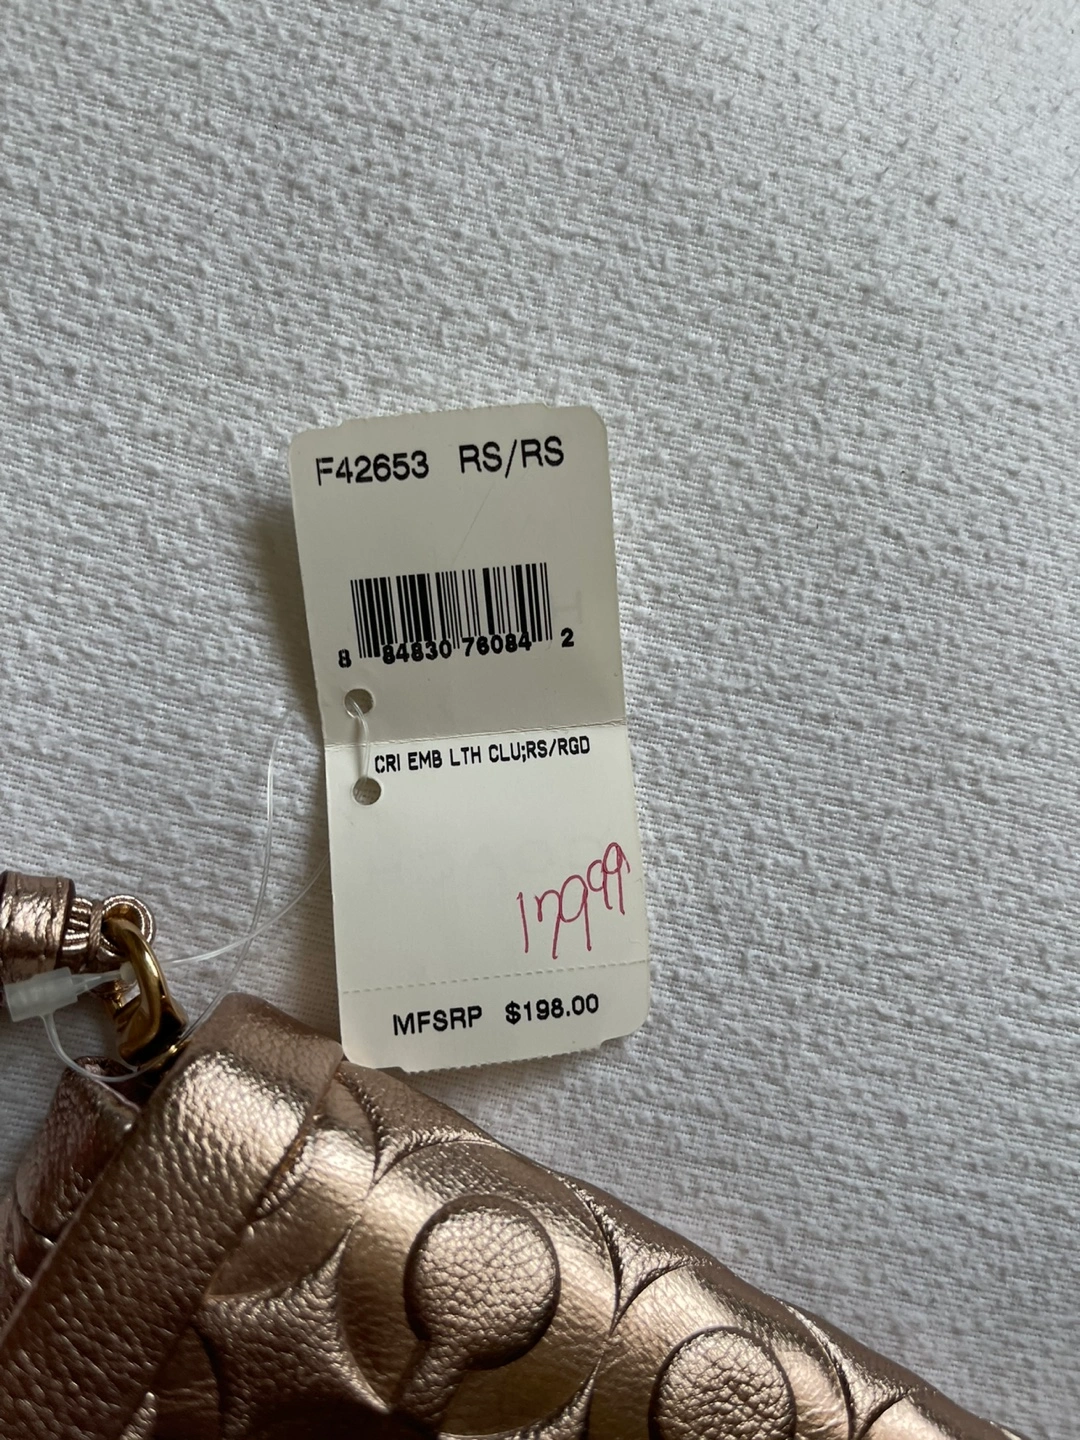 F42653 RS/RS
8 84830 76084 2
CRI EMB LTH CLU;RS/RGD
179.99
MFSRP $198.00